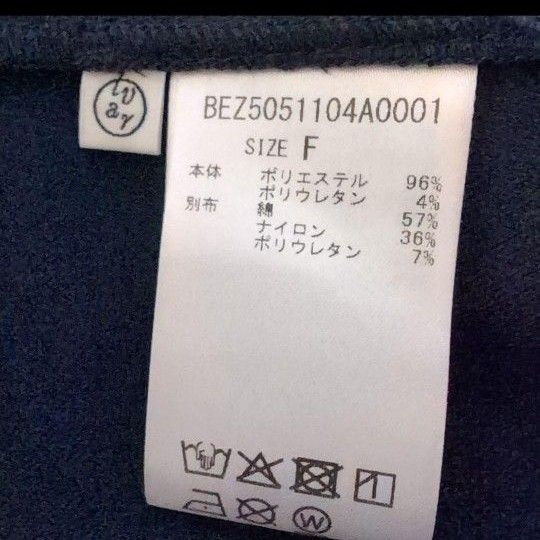 BEZ5051104A0001
SIZE F
本体 ポリエステル 96%
ポリウレタン 4%
別布 綿 57%
ナイロン 36%
ポリウレタン 7%
W